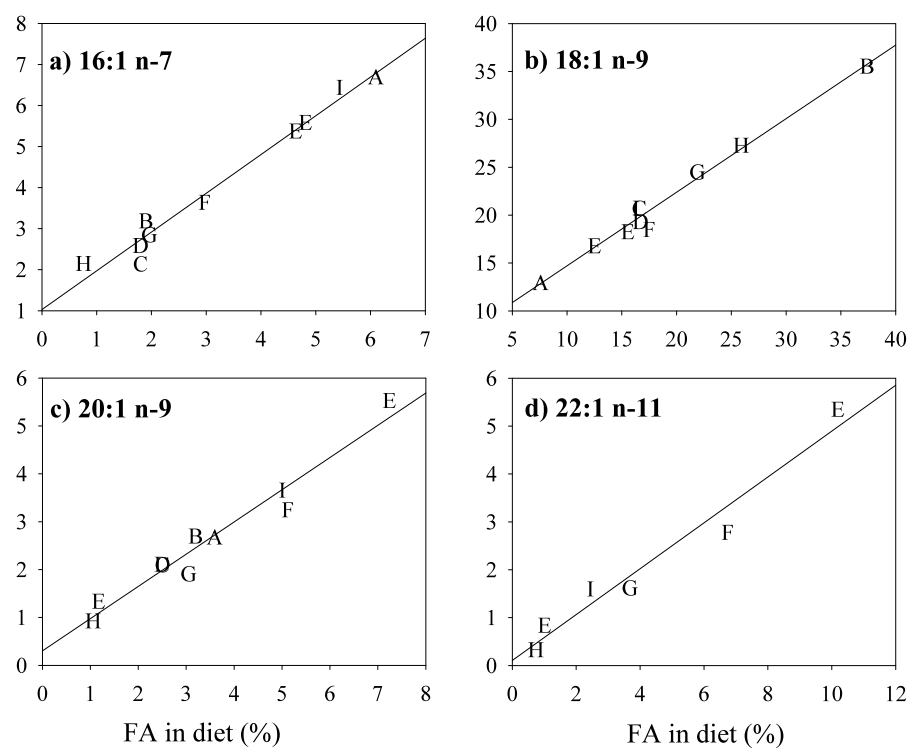 8
7
6
5
4
3
2
1
a) 16:1 n-7
I A
E
E
F
B
G
D
H C
0 1 2 3 4 5 6 7
40
35
30
25
20
15
10
b) 18:1 n-9
B
H
G
C
D
E F
E
A
5 10 15 20 25 30 35 40
6
5
4
3
2
1
0
c) 20:1 n-9
E
I
F
B A
D
G
E
H
0 1 2 3 4 5 6 7 8
FA in diet (%)
6
5
4
3
2
1
0
d) 22:1 n-11
E
F
I G
E
H
0 2 4 6 8 10 12
FA in diet (%)